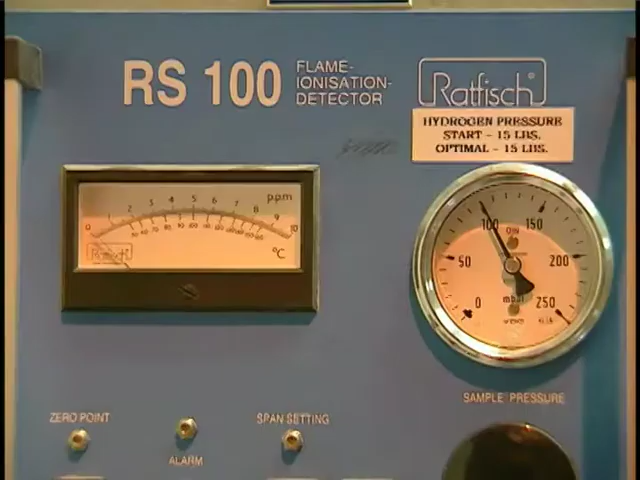 RS 100
FLAME-
IONISATION-
DETECTOR
Ratfisch
HYDROGEN PRESSURE
START - 15 LBS.
OPTIMAL - 15 LBS.
ppm
0 1 2 3 4 5 6 7 8 9 10
°C
Ratfisch
0 50 100 150 200 250
mbar
SAMPLE PRESSURE
ZERO POINT
ALARM
SPAN SETTING